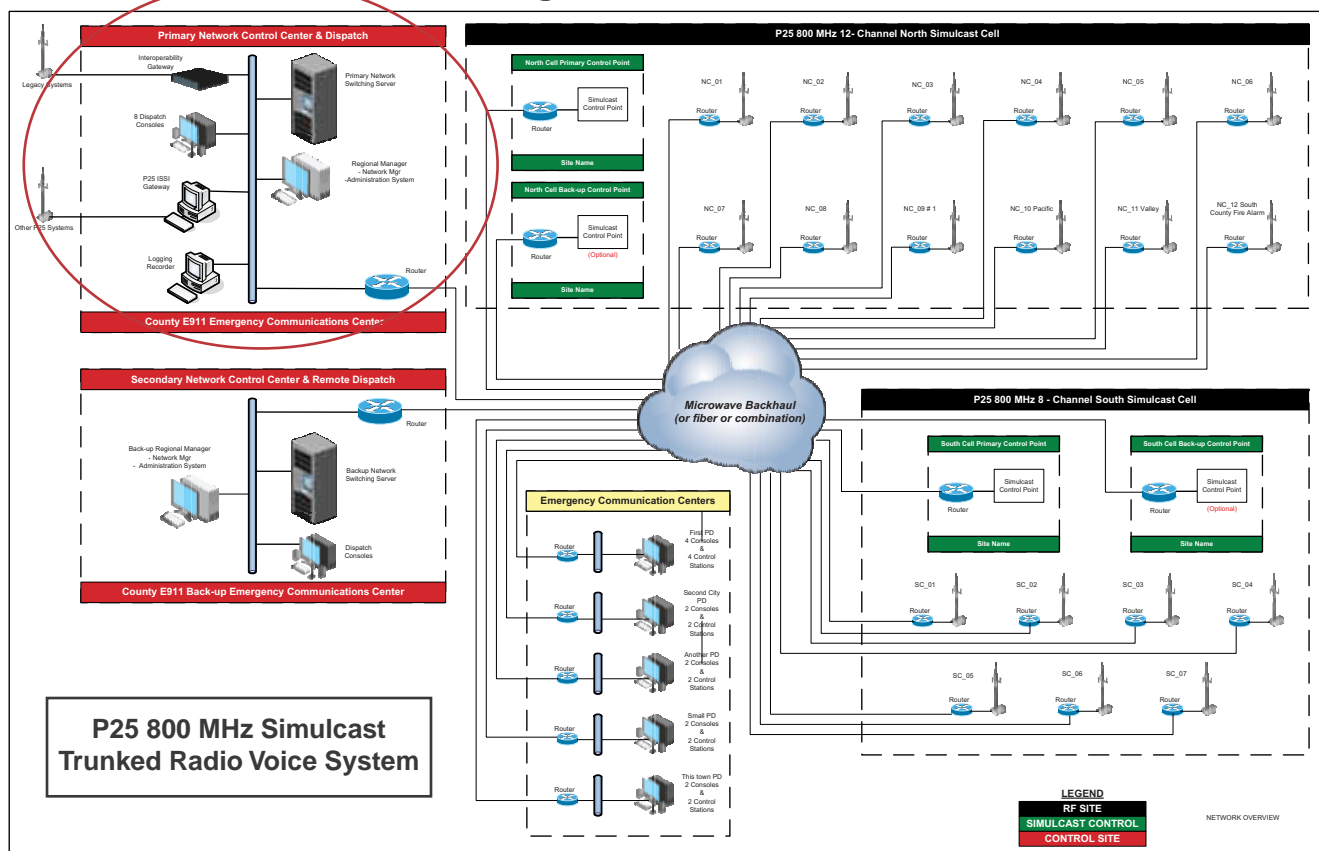 Primary Network Control Center & Dispatch
Legacy Systems
Interoperability
Gateway
Primary Network
Switching Server
8 Dispatch
Consoles
P25 ISSI
Gateway
Regional Manager
- Network Mgr
-Administration System
Other P25 Systems
Logging
Recorder
Router
County E911 Emergency Communications Center
Secondary Network Control Center & Remote Dispatch
Router
Back-up Regional Manager
- Network Mgr
- Administration System
Backup Network
Switching Server
Dispatch
Consoles
County E911 Back-up Emergency Communications Center
P25 800 MHz Simulcast
Trunked Radio Voice System
P25 800 MHz 12- Channel North Simulcast Cell
North Cell Primary Control Point
Simulcast
Control Point
Router
Site Name
North Cell Back-up Control Point
Simulcast
Control Point
(Optional)
Router
Site Name
NC_01
Router
NC_02
Router
NC_03
Router
NC_04
Router
NC_05
Router
NC_06
Router
NC_07
Router
NC_08
Router
NC_09 # 1
Router
NC_10 Pacific
Router
NC_11 Valley
Router
NC_12 South
County Fire Alarm
Router
Microwave Backhaul
(or fiber or combination)
Emergency Communication Centers
Router
First PD
4 Consoles
&
4 Control
Stations
Router
Second City
PD
2 Consoles
&
2 Control
Stations
Router
Another PD
2 Consoles
&
2 Control
Stations
Router
Small PD
2 Consoles
&
2 Control
Stations
Router
This town PD
2 Consoles
&
2 Control
Stations
P25 800 MHz 8 - Channel South Simulcast Cell
South Cell Primary Control Point
Simulcast
Control Point
Router
Site Name
South Cell Back-up Control Point
Simulcast
Control Point
(Optional)
Router
Site Name
SC_01
Router
SC_02
Router
SC_03
Router
SC_04
Router
SC_05
Router
SC_06
Router
SC_07
Router
LEGEND
RF SITE
SIMULCAST CONTROL
CONTROL SITE
NETWORK OVERVIEW